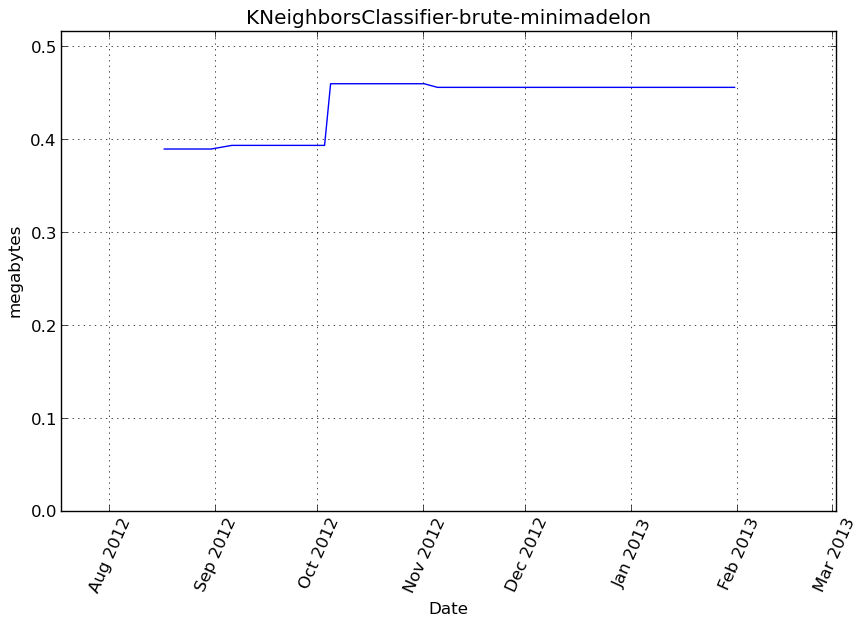 KNeighborsClassifier-brute-minimadelon
0.5
0.4
0.3
0.2
0.1
0.0
megabytes
Aug 2012
Sep 2012
Oct 2012
Nov 2012
Dec 2012
Jan 2013
Feb 2013
Mar 2013
Date